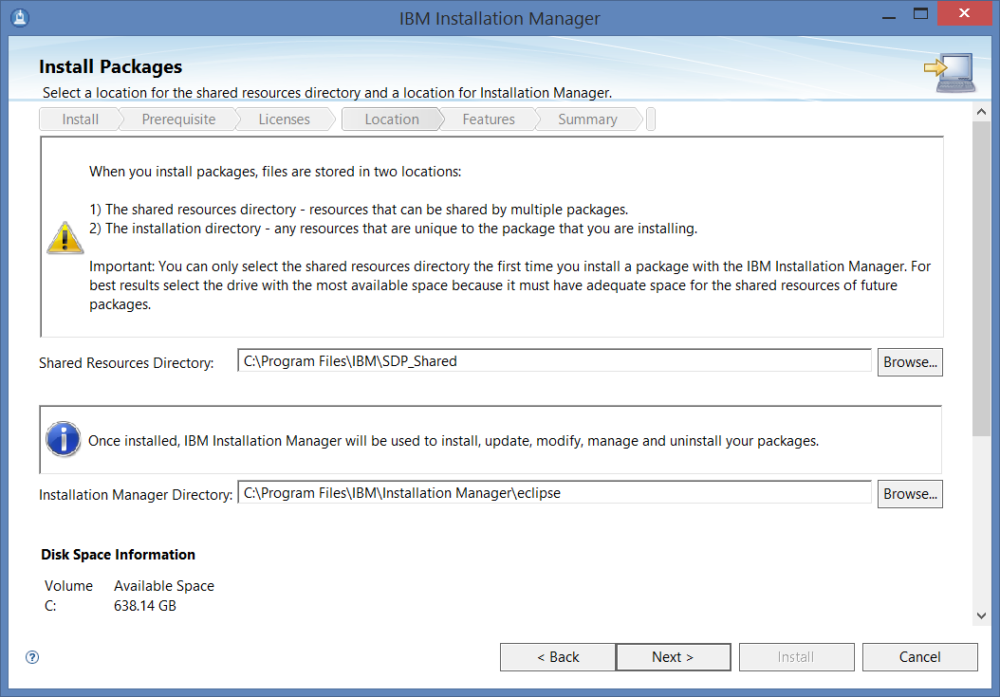 IBM Installation Manager
Install Packages
Select a location for the shared resources directory and a location for Installation Manager.
Install Prerequisite Licenses Location Features Summary
When you install packages, files are stored in two locations:
1) The shared resources directory - resources that can be shared by multiple packages.
2) The installation directory - any resources that are unique to the package that you are installing.
Important: You can only select the shared resources directory the first time you install a package with the IBM Installation Manager. For
best results select the drive with the most available space because it must have adequate space for the shared resources of future
packages.
Shared Resources Directory: C:\Program Files\IBM\SDP_Shared Browse...
Once installed, IBM Installation Manager will be used to install, update, modify, manage and uninstall your packages.
Installation Manager Directory: C:\Program Files\IBM\Installation Manager\eclipse Browse...
Disk Space Information
Volume Available Space
C: 638.14 GB
? < Back Next > Install Cancel